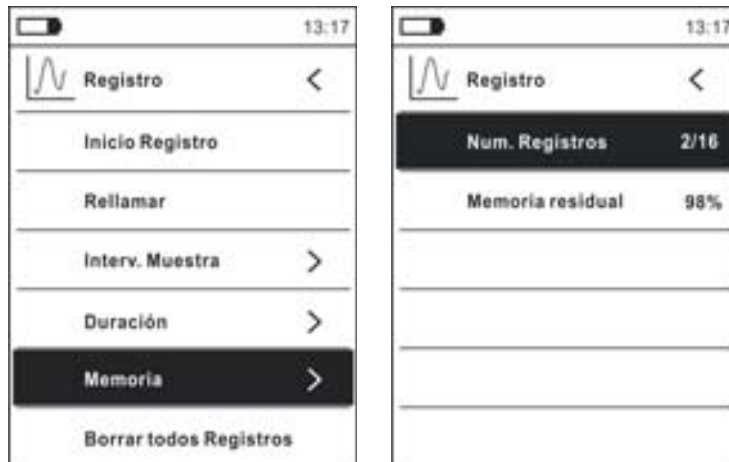 13:17
Registro <
Inicio Registro
Rellamar
Interv. Muestra >
Duración >
Memoria >
Borrar todos Registros
13:17
Registro <
Num. Registros 2/16
Memoria residual 98%